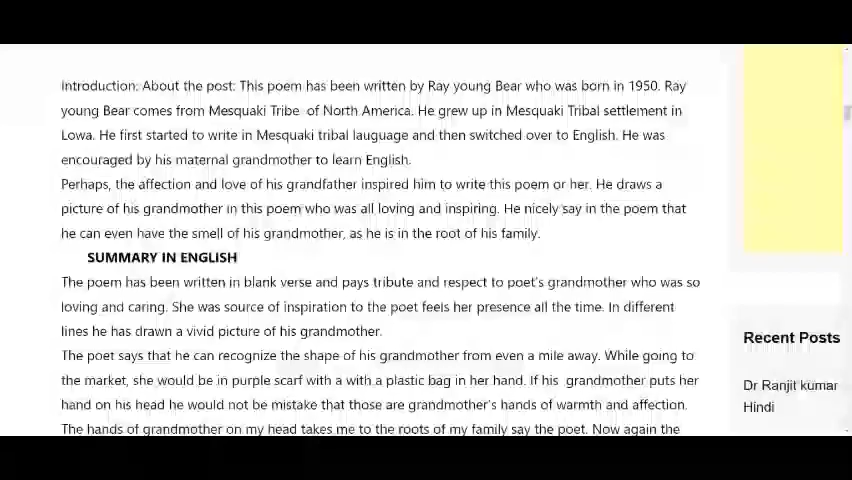 Introduction: About the post: This poem has been written by Ray young Bear who was born in 1950. Ray
young Bear comes from Mesquaki Tribe of North America. He grew up in Mesquaki Tribal settlement in
Lowa. He first started to write in Mesquaki tribal lauguage and then switched over to English. He was
encouraged by his maternal grandmother to learn English.
Perhaps, the affection and love of his grandfather inspired him to write this poem or her. He draws a
picture of his grandmother in this poem who was all loving and inspiring. He nicely say in the poem that
he can even have the smell of his grandmother, as he is in the root of his family.
SUMMARY IN ENGLISH
The poem has been written in blank verse and pays tribute and respect to poet's grandmother who was so
loving and caring. She was source of inspiration to the poet feels her presence all the time. In different
lines he has drawn a vivid picture of his grandmother.
The poet says that he can recognize the shape of his grandmother from even a mile away. While going to
the market, she would be in purple scarf with a with a plastic bag in her hand. If his grandmother puts her
hand on his head he would not be mistake that those are grandmother's hands of warmth and affection.
The hands of grandmother on my head takes me to the roots of my family say the poet. Now again the
Recent Posts
Dr Ranjit kumar
Hindi